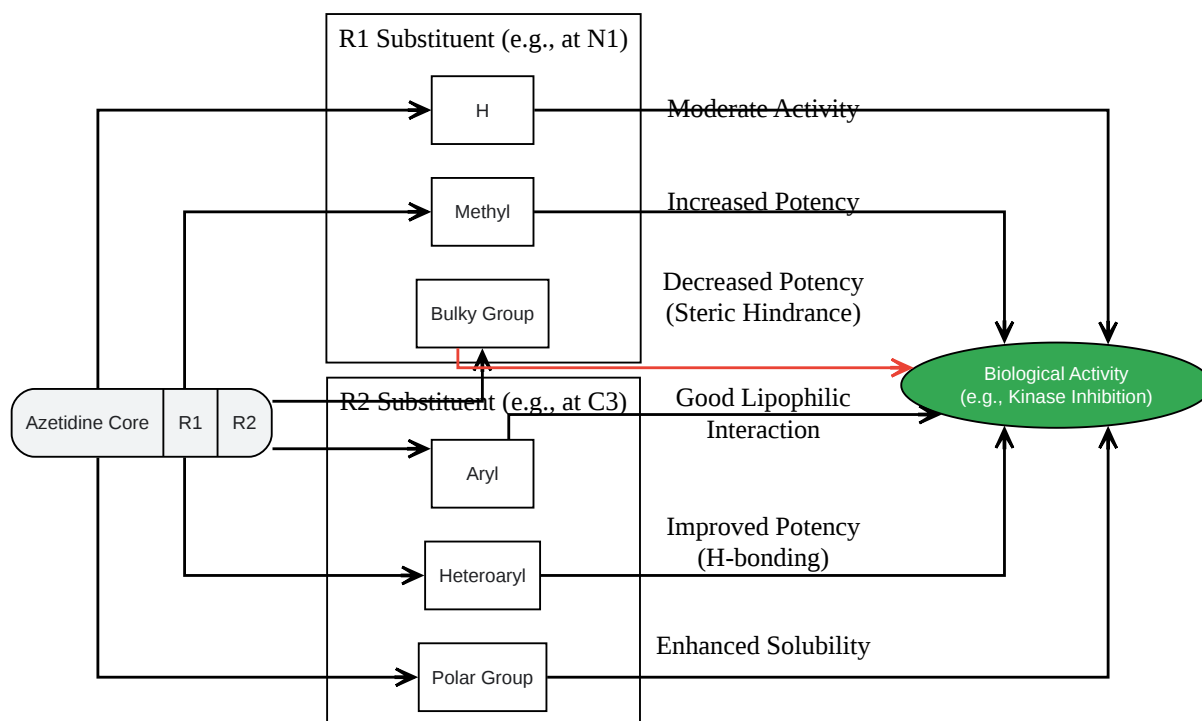 R1 Substituent (e.g., at N1)
H
Moderate Activity
Methyl
Increased Potency
Bulky Group
Decreased Potency
(Steric Hindrance)
Azetidine Core
R1
R2
R2 Substituent (e.g., at C3)
Aryl
Good Lipophilic
Interaction
Heteroaryl
Improved Potency
(H-bonding)
Polar Group
Enhanced Solubility
Biological Activity
(e.g., Kinase Inhibition)